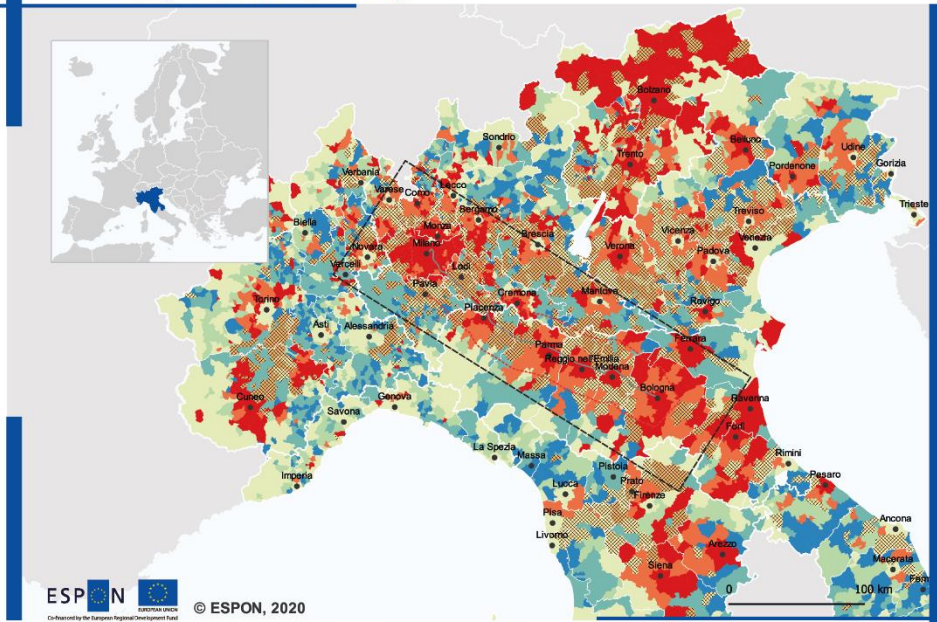 Bolzano
Sondrio
Trento
Belluno
Udine
Pordenone
Gorizia
Verbania
Varese
Como
Lecco
Bergamo
Treviso
Trieste
Biella
Monza
Brescia
Vicenza
Novara
Milano
Verona
Padova
Venezia
Vercelli
Lodi
Pavia
Cremona
Mantova
Rovigo
Torino
Piacenza
Asti
Alessandria
Ferrara
Parma
Reggio nell'Emilia
Modena
Bologna
Cuneo
Ravenna
Savona
Genova
Forlì
La Spezia
Massa
Rimini
Imperia
Pistoia
Pesaro
Lucca
Prato
Firenze
Pisa
Livorno
Ancona
Arezzo
Macerata
Siena
Ferm
0 100 km
ESPON
EUROPEAN UNION
Co-financed by the European Regional Development Fund
© ESPON, 2020